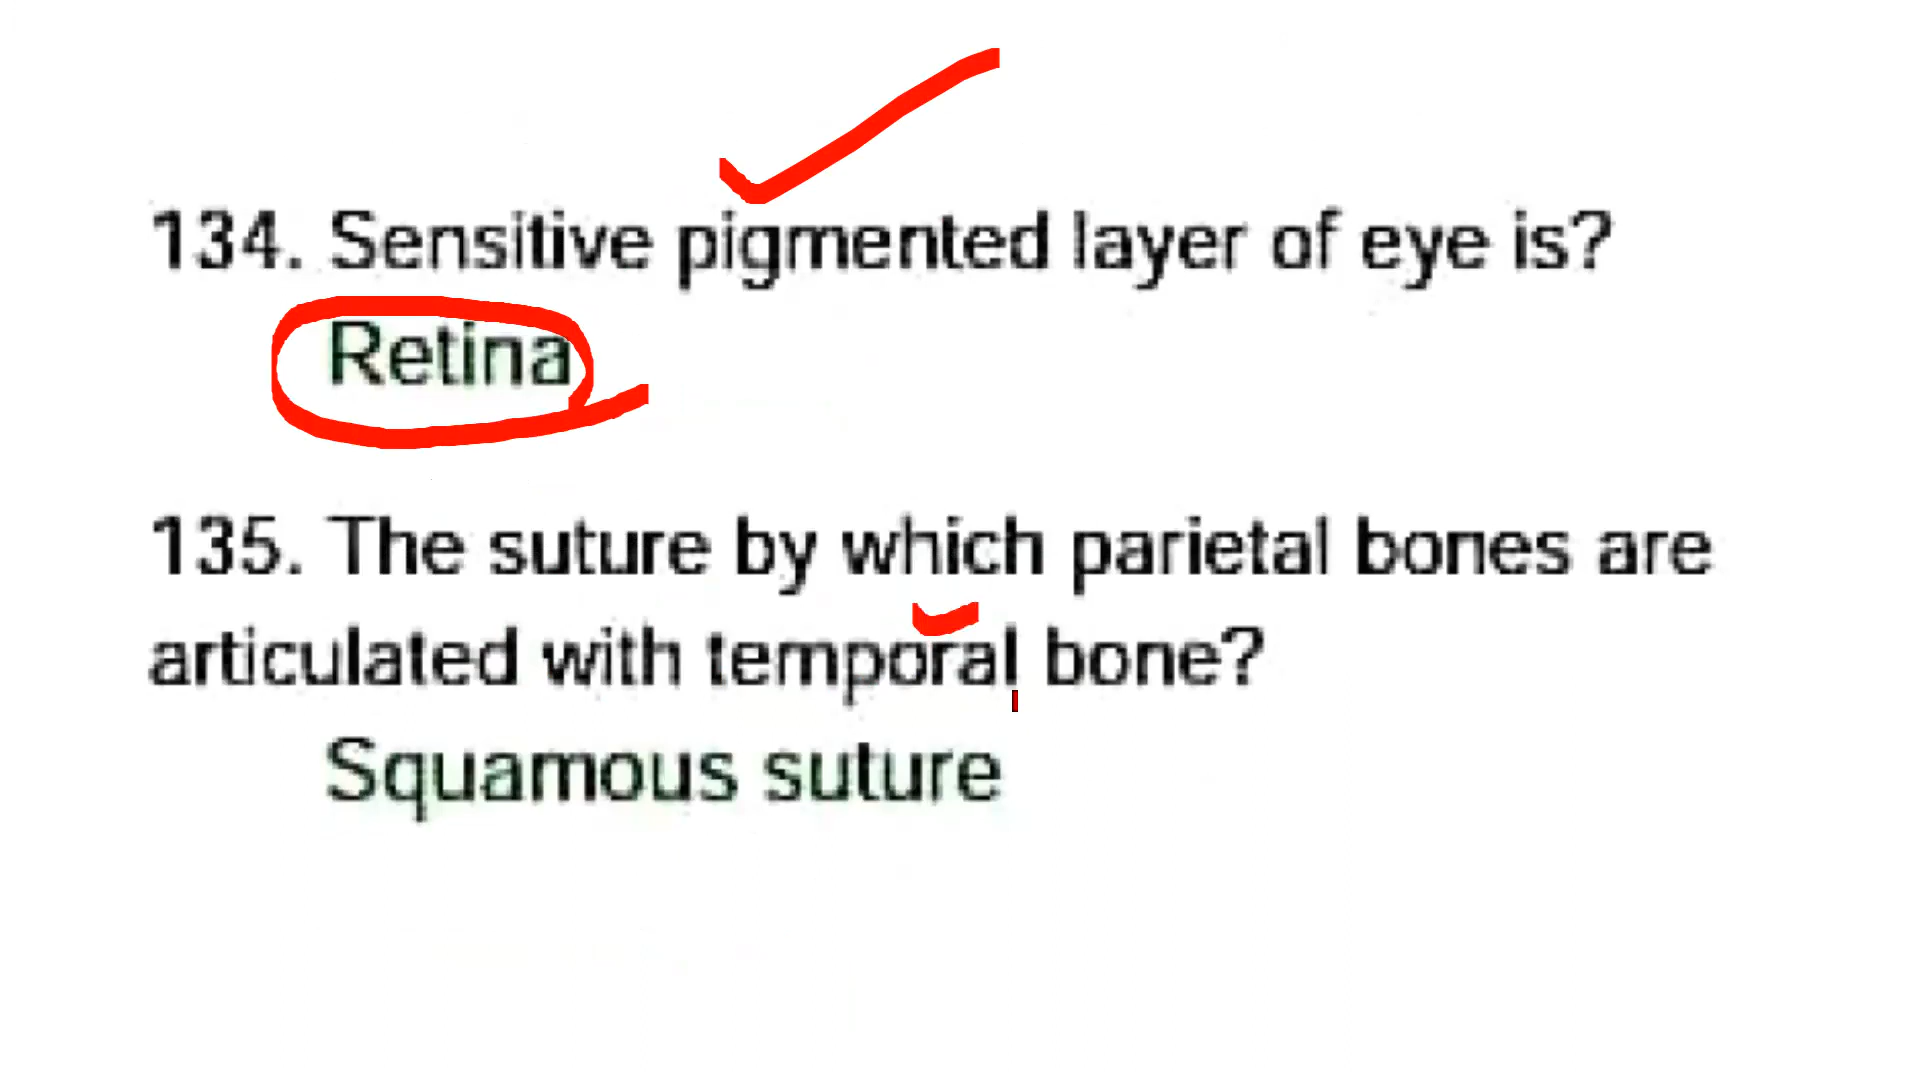 134. Sensitive pigmented layer of eye is?
Retina
135. The suture by which parietal bones are
articulated with temporal bone?
Squamous suture